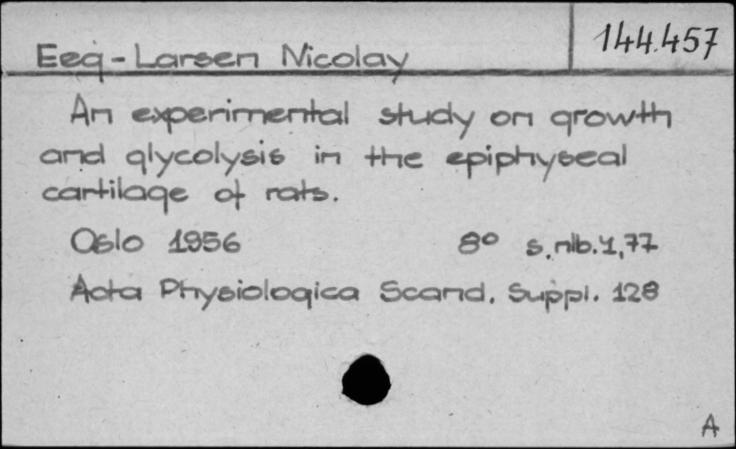 Eeg-Larsen Nicolay
144.457
An experimental study on growth
and glycolysis in the epiphyseal
cartilage of rats.
Oslo 1956 8° s.nlb.1,77
Acta Physiologica Scand. Suppl. 128
A